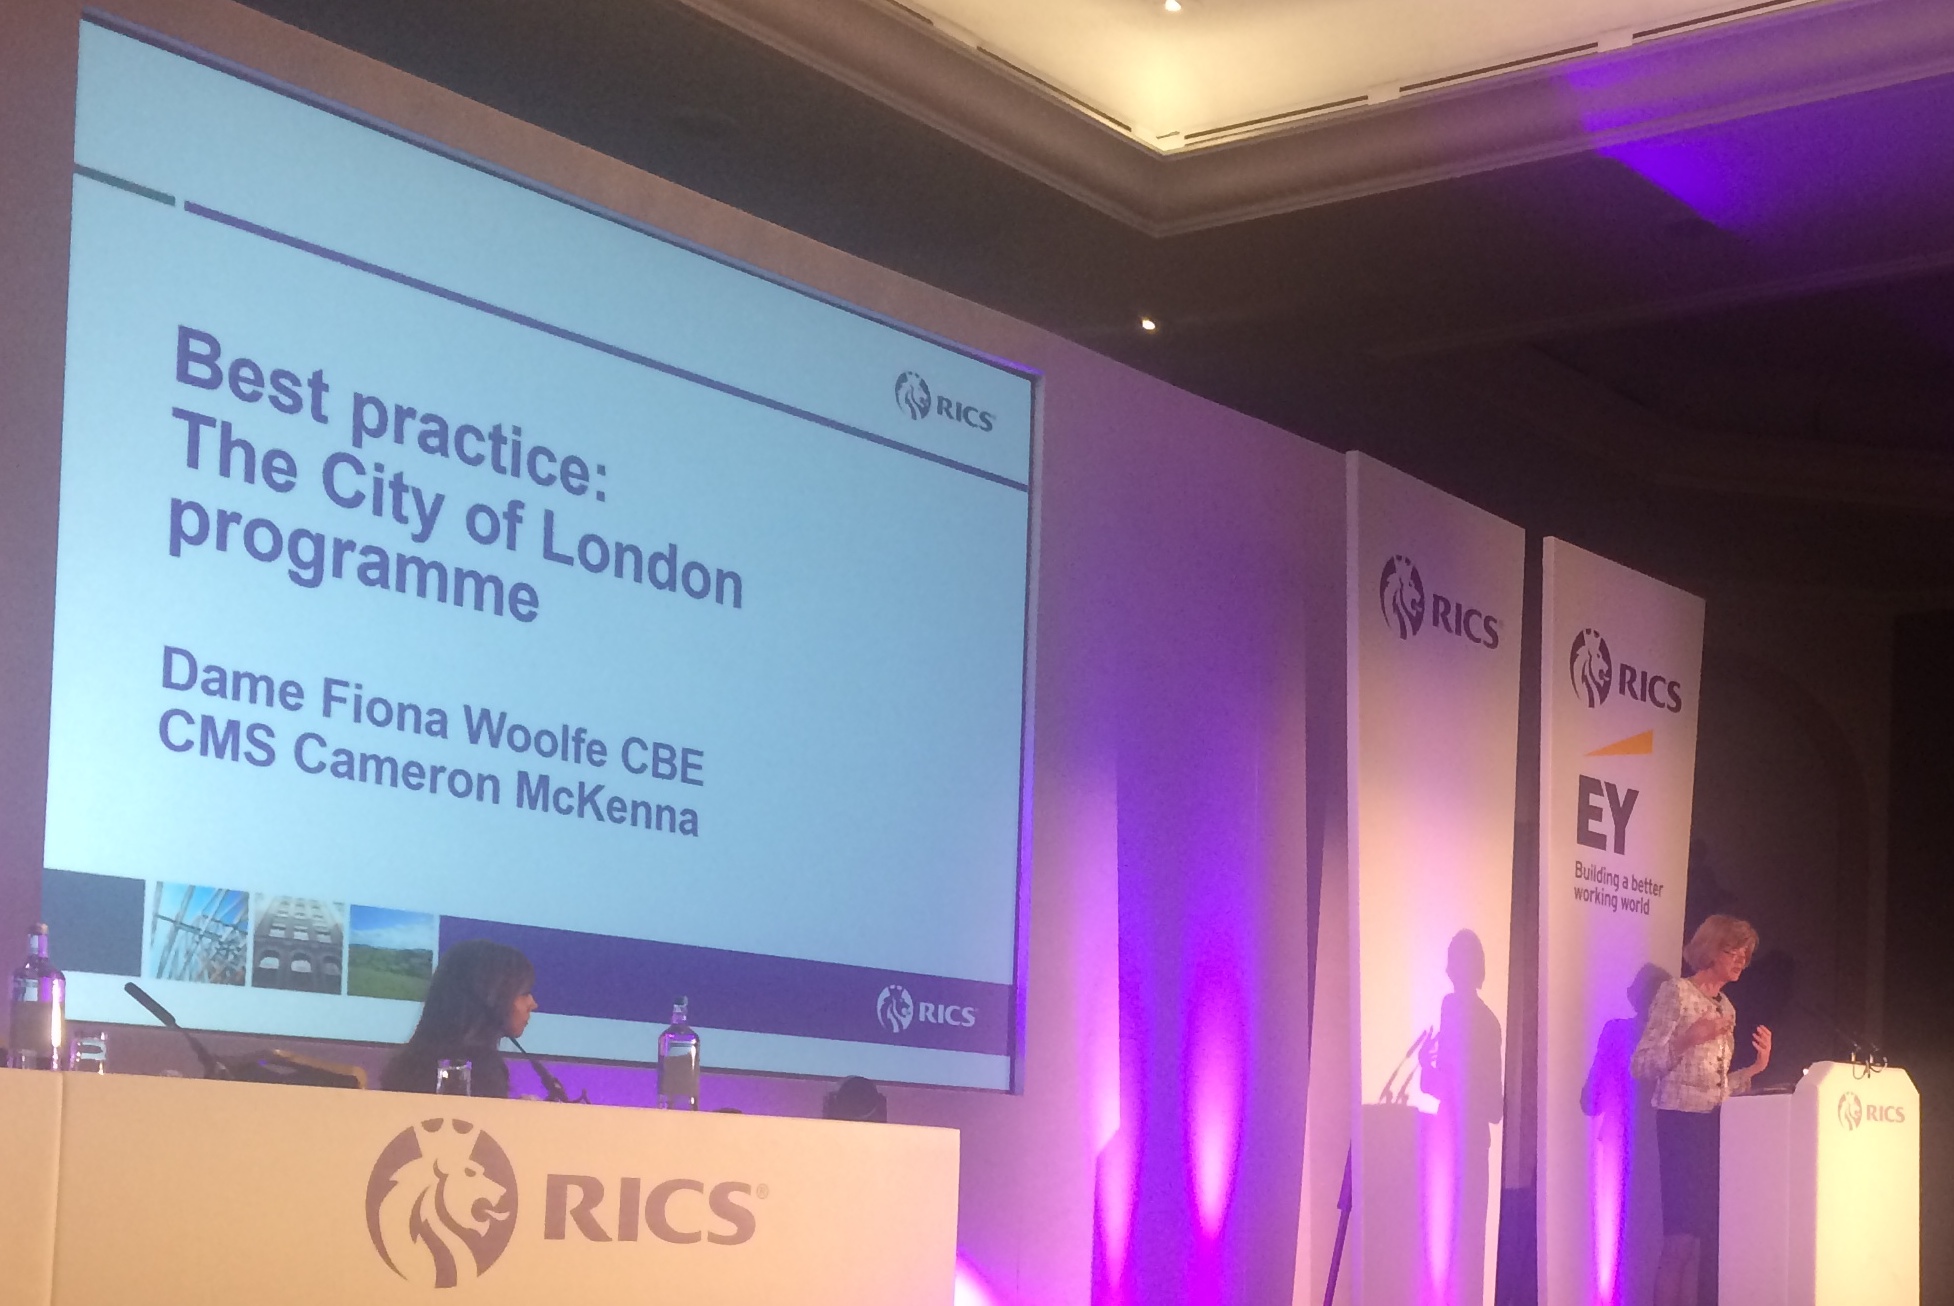 RICS
Best practice:
The City of London
programme
Dame Fiona Woolfe CBE
CMS Cameron McKenna
RICS
RICS
RICS
RICS
EY
Building a better
working world
RICS